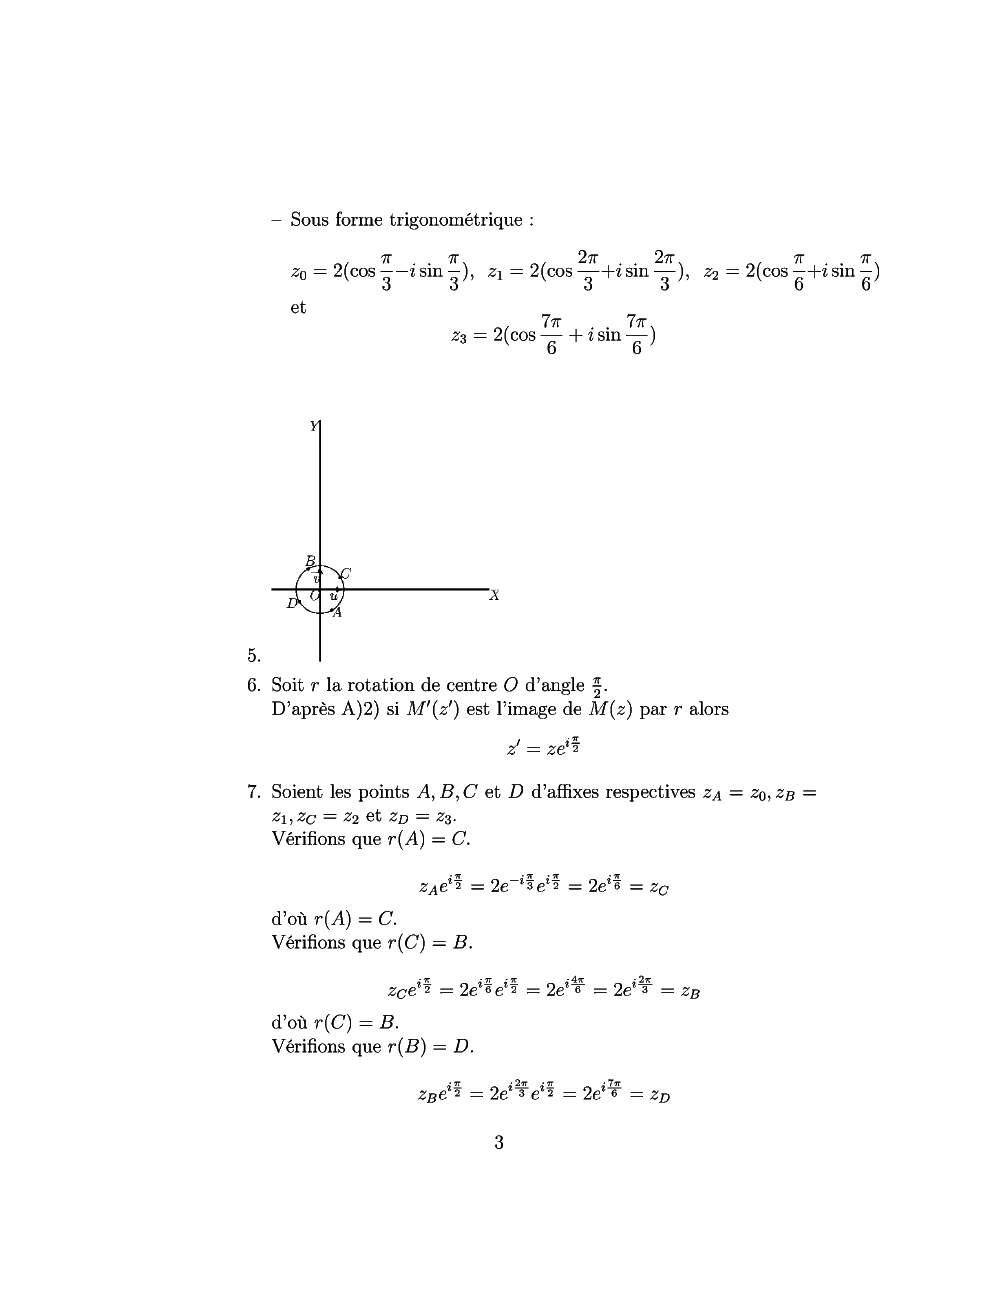 – Sous forme trigonométrique :
z₀ = 2(cos π/3 − i sin π/3), z₁ = 2(cos 2π/3 + i sin 2π/3), z₂ = 2(cos π/6 + i sin π/6)
et
z₃ = 2(cos 7π/6 + i sin 7π/6)
Y
B
C
v
O
u
X
D
A
5.
6. Soit r la rotation de centre O d'angle π/2.
D'après A)2) si M′(z′) est l'image de M(z) par r alors
z′ = ze^{iπ/2}
7. Soient les points A, B, C et D d'affixes respectives z_A = z₀, z_B =
z₁, z_C = z₂ et z_D = z₃.
Vérifions que r(A) = C.
z_A e^{iπ/2} = 2e^{−iπ/3} e^{iπ/2} = 2e^{iπ/6} = z_C
d'où r(A) = C.
Vérifions que r(C) = B.
z_C e^{iπ/2} = 2e^{iπ/6} e^{iπ/2} = 2e^{i4π/6} = 2e^{i2π/3} = z_B
d'où r(C) = B.
Vérifions que r(B) = D.
z_B e^{iπ/2} = 2e^{i2π/3} e^{iπ/2} = 2e^{i7π/6} = z_D
3